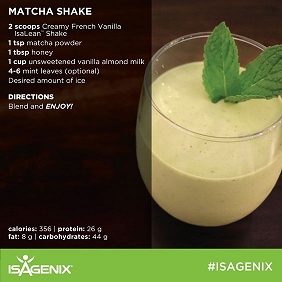 MATCHA SHAKE
2 scoops Creamy French Vanilla
IsaLean™ Shake
1 tsp matcha powder
1 tbsp honey
1 cup unsweetened vanilla almond milk
4-6 mint leaves (optional)
Desired amount of ice
DIRECTIONS
Blend and ENJOY!
calories: 356 | protein: 26 g
fat: 8 g | carbohydrates: 44 g
ISAGENIX®
#ISAGENIX